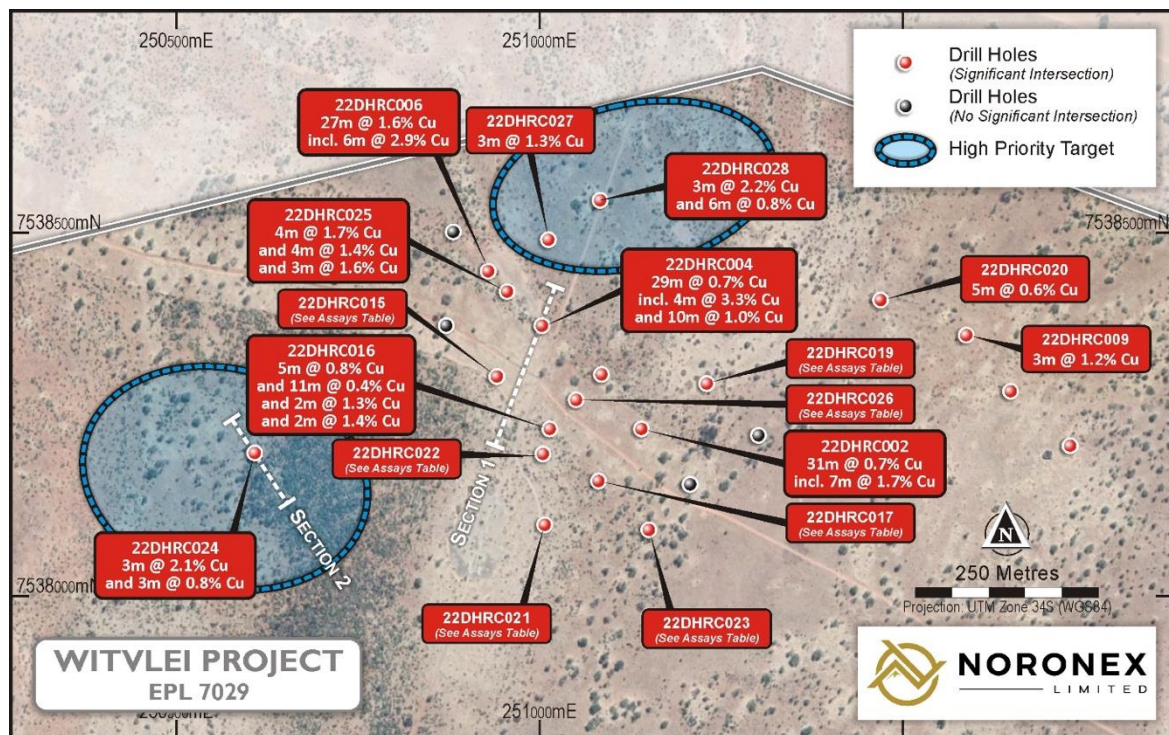 250500mE
251000mE
Drill Holes
(Significant Intersection)
Drill Holes
(No Significant Intersection)
High Priority Target
22DHRC006
27m @ 1.6% Cu
incl. 6m @ 2.9% Cu
22DHRC027
3m @ 1.3% Cu
22DHRC028
3m @ 2.2% Cu
and 6m @ 0.8% Cu
7538500mN
7538500mN
22DHRC025
4m @ 1.7% Cu
and 4m @ 1.4% Cu
and 3m @ 1.6% Cu
22DHRC004
29m @ 0.7% Cu
incl. 4m @ 3.3% Cu
and 10m @ 1.0% Cu
22DHRC020
5m @ 0.6% Cu
22DHRC015
(See Assays Table)
22DHRC009
3m @ 1.2% Cu
22DHRC016
5m @ 0.8% Cu
and 11m @ 0.4% Cu
and 2m @ 1.3% Cu
and 2m @ 1.4% Cu
22DHRC019
(See Assays Table)
22DHRC026
(See Assays Table)
22DHRC022
(See Assays Table)
22DHRC002
31m @ 0.7% Cu
incl. 7m @ 1.7% Cu
SECTION 1
SECTION 2
22DHRC017
(See Assays Table)
22DHRC024
3m @ 2.1% Cu
and 3m @ 0.8% Cu
N
250 Metres
Projection: UTM Zone 34S (WGS84)
7538000mN
22DHRC021
(See Assays Table)
22DHRC023
(See Assays Table)
WITVLEI PROJECT
EPL 7029
NORONEX
LIMITED
251000mE